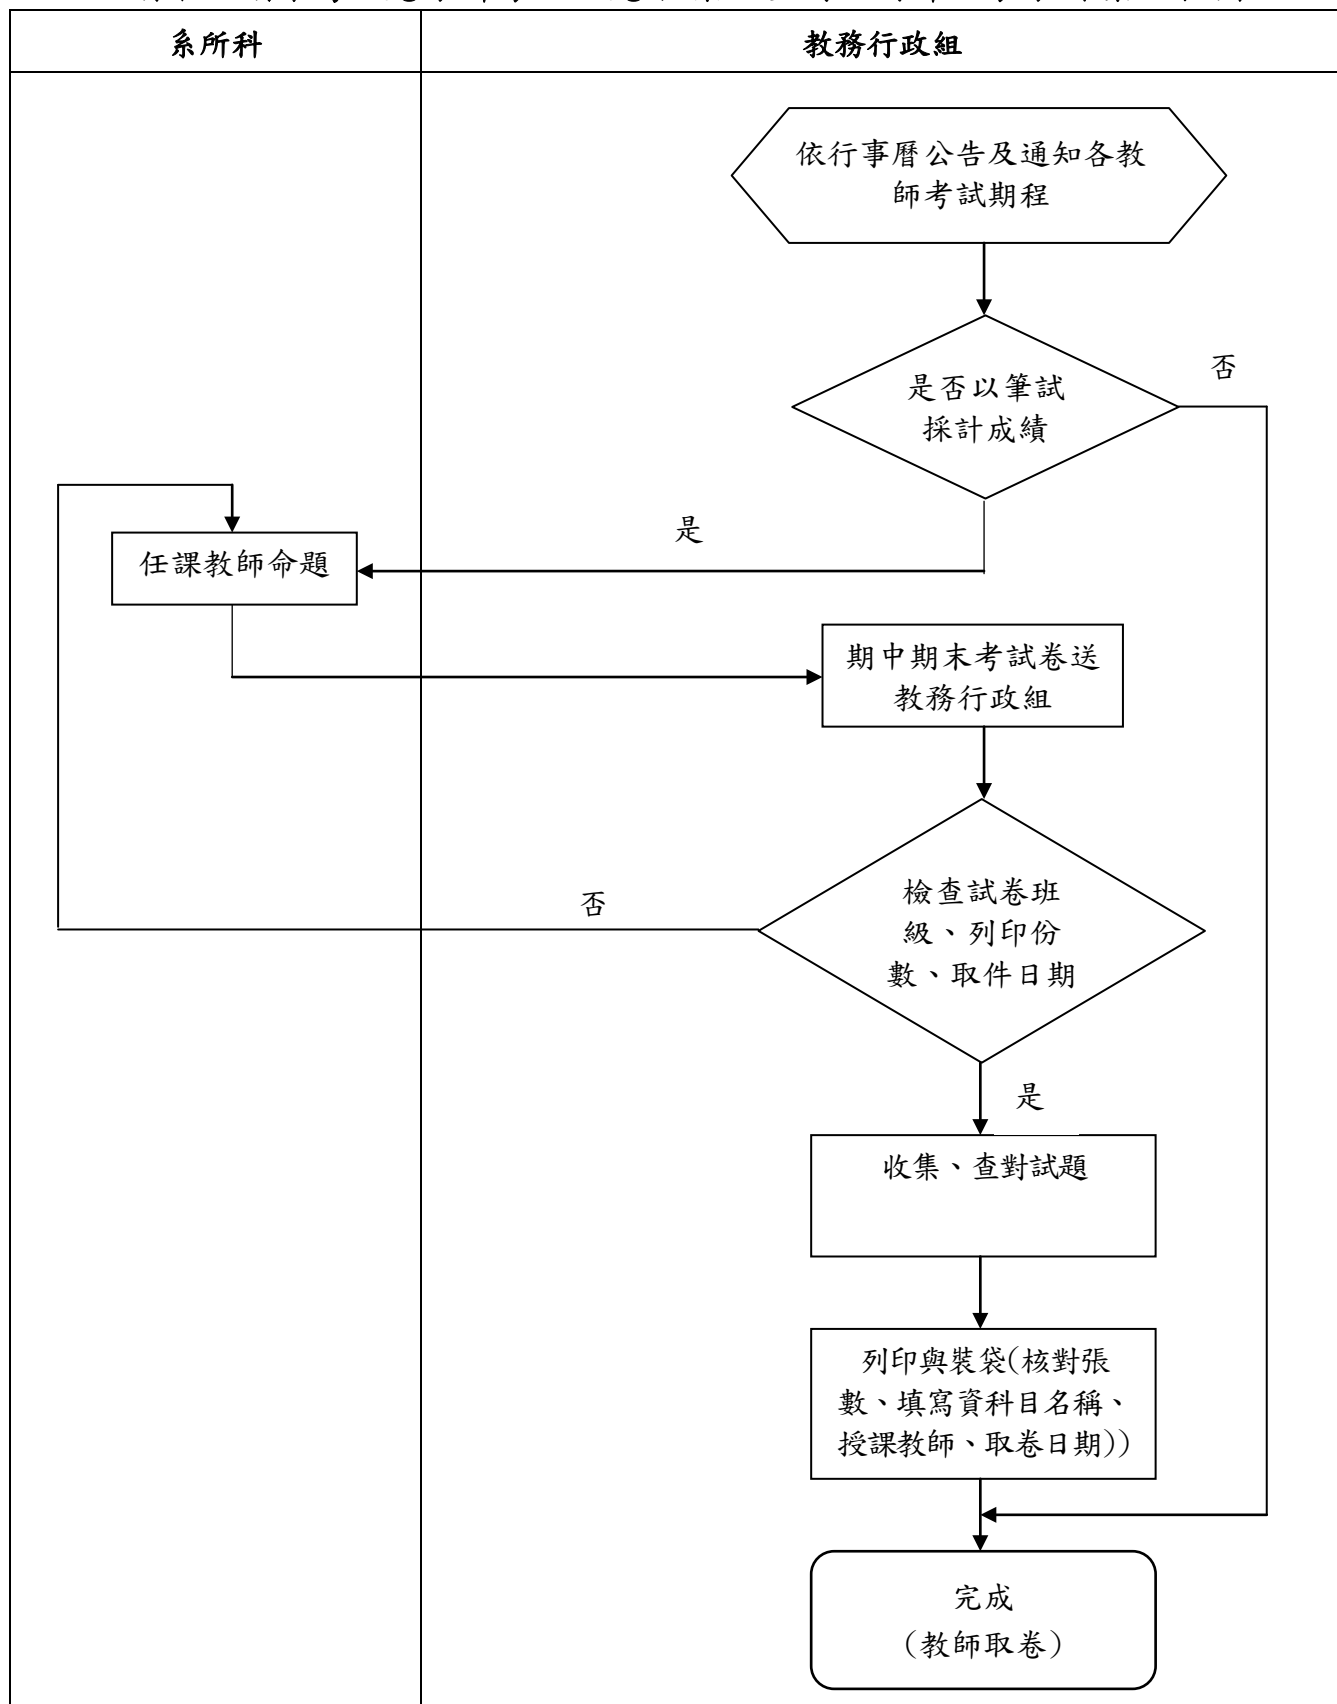 系所科
教務行政組
依行事曆公告及通知各教
師考試期程
是否以筆試
採計成績
否
是
任課教師命題
期中期末考試卷送
教務行政組
檢查試卷班
級、列印份
數、取件日期
否
是
收集、查對試題
列印與裝袋(核對張
數、填寫資科目名稱、
授課教師、取卷日期))
完成
（教師取卷）